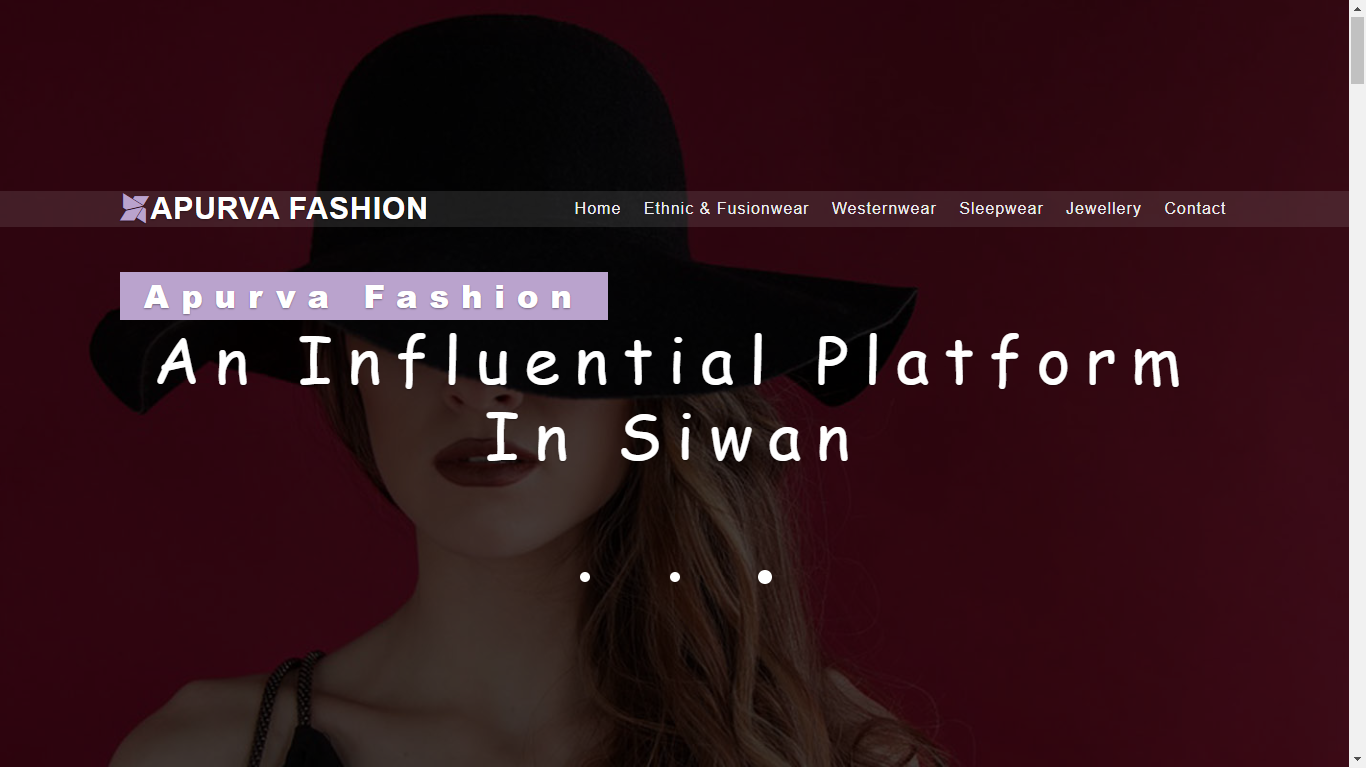 APURVA FASHION
Home Ethnic & Fusionwear Westernwear Sleepwear Jewellery Contact
Apurva Fashion
An Influential Platform
In Siwan